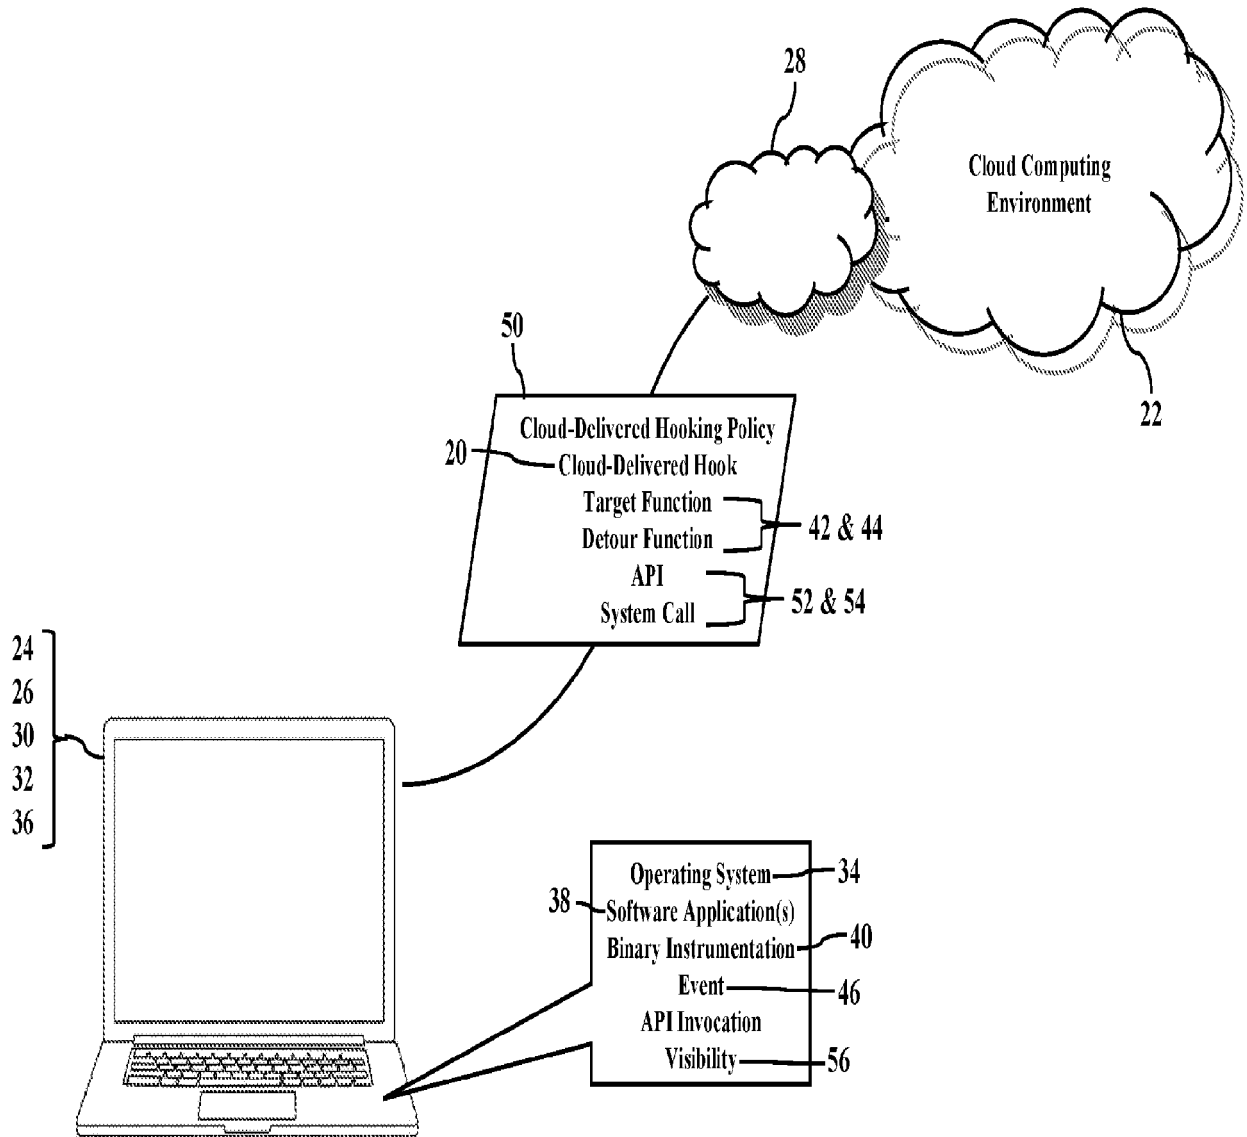 28
Cloud Computing
Environment
22
50
Cloud-Delivered Hooking Policy
20 Cloud-Delivered Hook
Target Function
Detour Function
42 & 44
API
System Call
52 & 54
24
26
30
32
36
Operating System 34
38 Software Application(s)
Binary Instrumentation 40
Event 46
API Invocation
Visibility 56